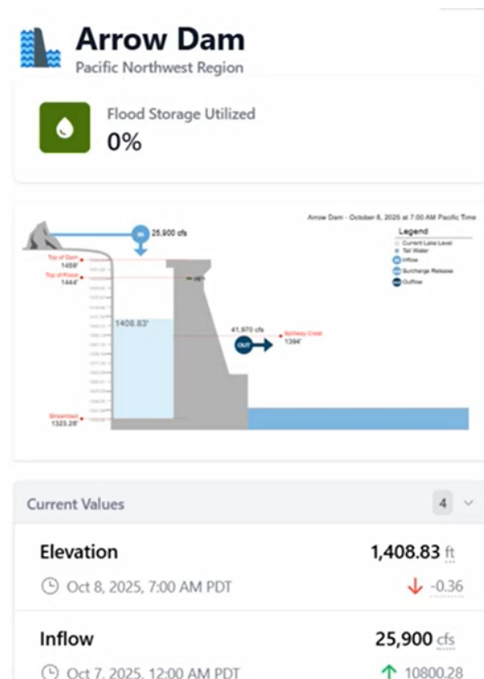 Arrow Dam
Pacific Northwest Region
Flood Storage Utilized
0%
Arrow Dam - October 8, 2025 at 7:00 AM Pacific Time
Legend
Current Lake Level
Tail Water
Inflow
Surcharge Release
Outflow
IN
25,900 cfs
Top of Dam
1459'
Top of Flood
1444'
1408.83'
41,970 cfs
OUT
Spillway Crest
1394'
Streambed
1323.28'
Current Values
4
Elevation
1,408.83 ft
Oct 8, 2025, 7:00 AM PDT
-0.36
Inflow
25,900 cfs
Oct 7, 2025, 12:00 AM PDT
10800.28